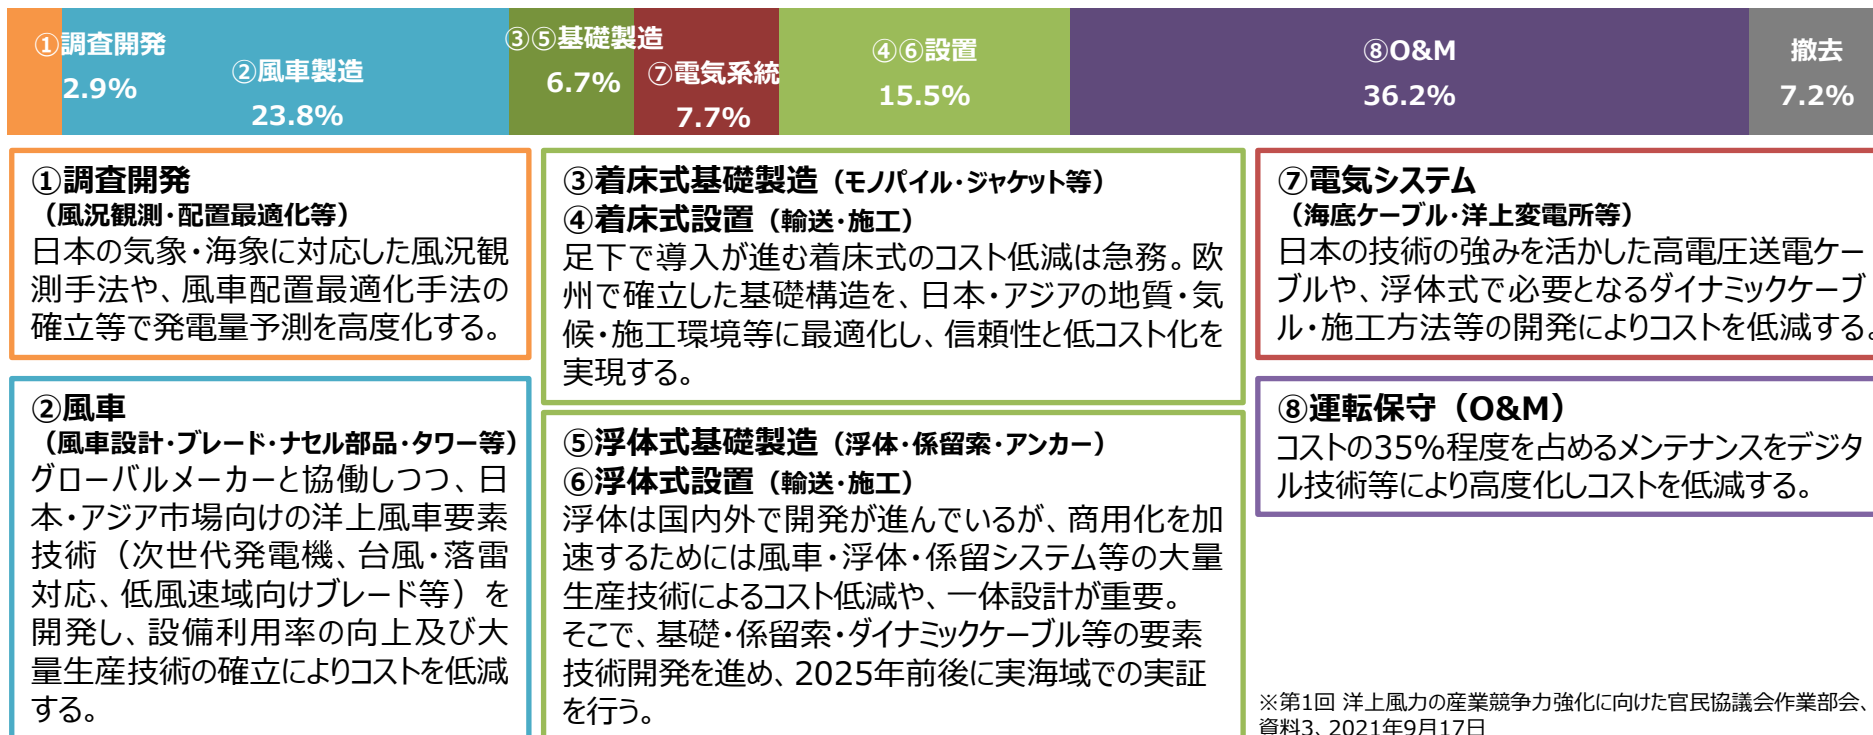 ①調査開発
2.9%
②風車製造
23.8%
③⑤基礎製造
6.7%
⑦電気系統
7.7%
④⑥設置
15.5%
⑧O&M
36.2%
撤去
7.2%
①調査開発
（風況観測・配置最適化等）
日本の気象・海象に対応した風況観
測手法や、風車配置最適化手法の
確立等で発電量予測を高度化する。
②風車
（風車設計・ブレード・ナセル部品・タワー等）
グローバルメーカーと協働しつつ、日
本・アジア市場向けの洋上風車要素
技術（次世代発電機、台風・落雷
対応、低風速域向けブレード等）を
開発し、設備利用率の向上及び大
量生産技術の確立によりコストを低減
する。
③着床式基礎製造（モノパイル・ジャケット等）
④着床式設置（輸送・施工）
足下で導入が進む着床式のコスト低減は急務。欧
州で確立した基礎構造を、日本・アジアの地質・気
候・施工環境等に最適化し、信頼性と低コスト化を
実現する。
⑤浮体式基礎製造（浮体・係留索・アンカー）
⑥浮体式設置（輸送・施工）
浮体は国内外で開発が進んでいるが、商用化を加
速するためには風車・浮体・係留システム等の大量
生産技術によるコスト低減や、一体設計が重要。
そこで、基礎・係留索・ダイナミックケーブル等の要素
技術開発を進め、2025年前後に実海域での実証
を行う。
⑦電気システム
（海底ケーブル・洋上変電所等）
日本の技術の強みを活かした高電圧送電ケー
ブルや、浮体式で必要となるダイナミックケーブ
ル・施工方法等の開発によりコストを低減する。
⑧運転保守（O&M）
コストの35%程度を占めるメンテナンスをデジタ
ル技術等により高度化しコストを低減する。
※第1回 洋上風力の産業競争力強化に向けた官民協議会作業部会、
資料3、2021年9月17日